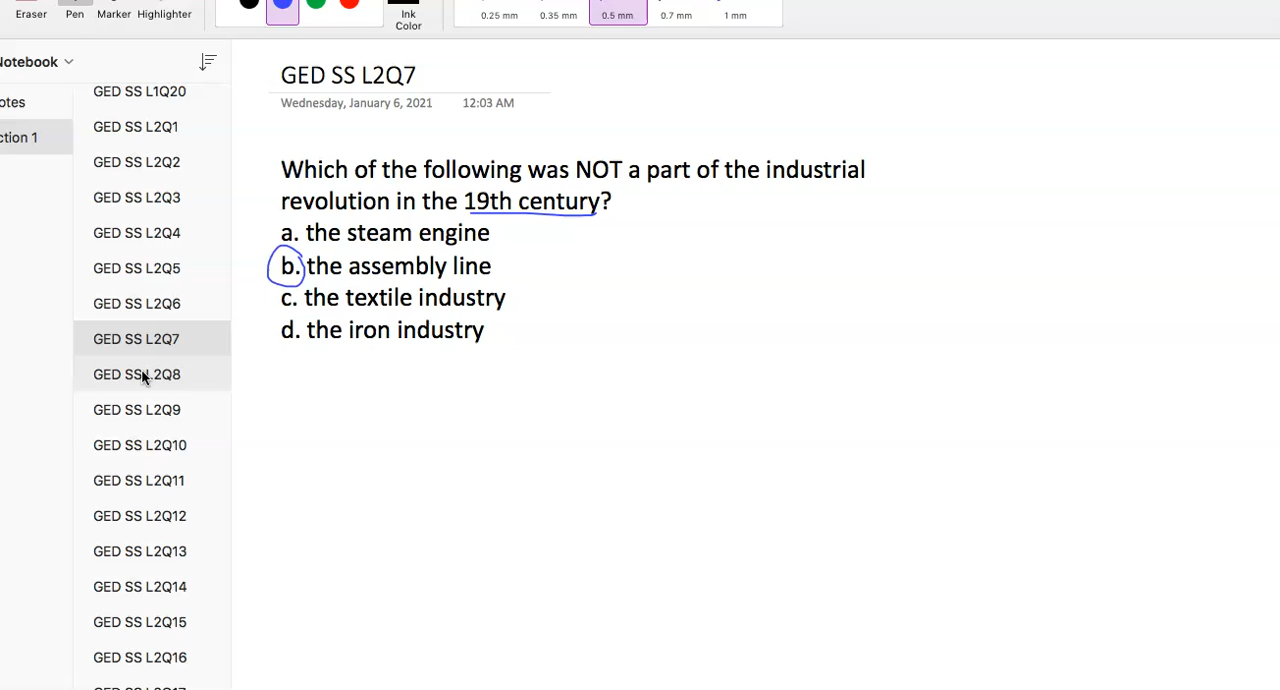 Eraser
Pen
Marker
Highlighter
Ink
Color
0.25 mm
0.35 mm
0.5 mm
0.7 mm
1 mm
Notebook
otes
ction 1
GED SS L1Q20
GED SS L2Q1
GED SS L2Q2
GED SS L2Q3
GED SS L2Q4
GED SS L2Q5
GED SS L2Q6
GED SS L2Q7
GED SS L2Q8
GED SS L2Q9
GED SS L2Q10
GED SS L2Q11
GED SS L2Q12
GED SS L2Q13
GED SS L2Q14
GED SS L2Q15
GED SS L2Q16
GED SS L2Q7
Wednesday, January 6, 2021 12:03 AM
Which of the following was NOT a part of the industrial
revolution in the 19th century?
a. the steam engine
b. the assembly line
c. the textile industry
d. the iron industry